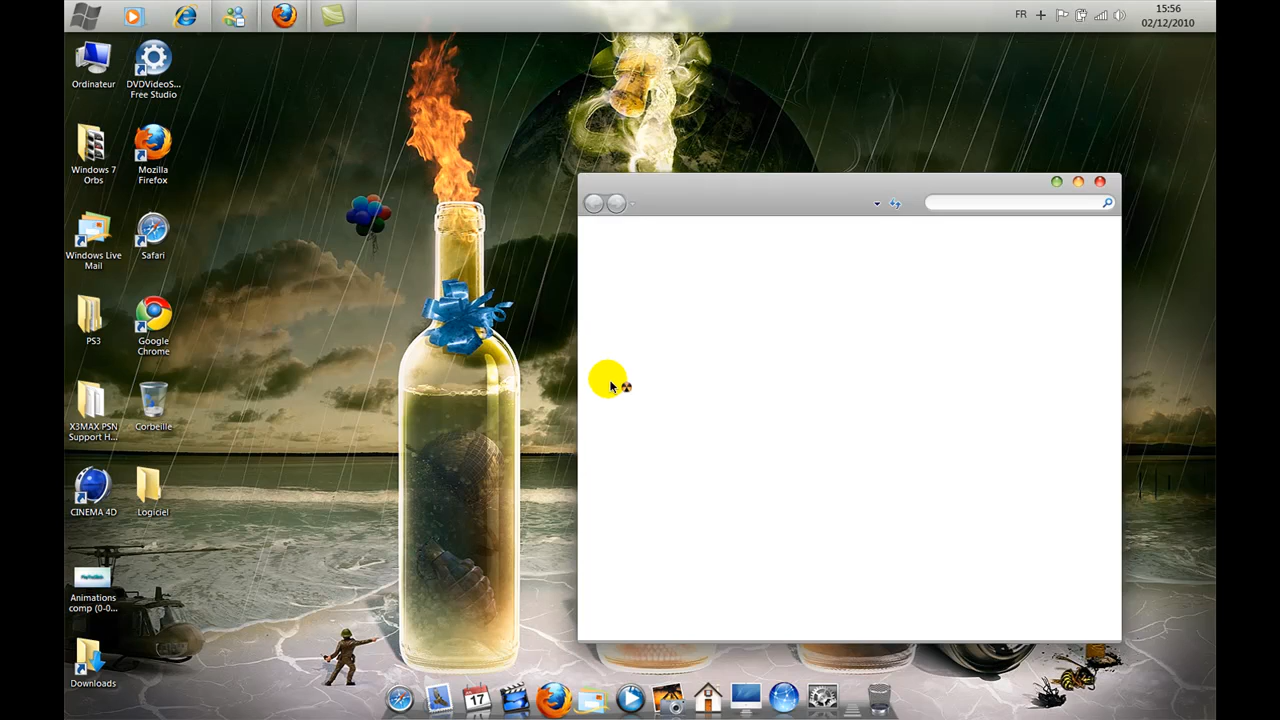 FR
15:56
02/12/2010
Ordinateur
DVDVideoS...
Free Studio
Windows 7
Orbs
Mozilla
Firefox
Windows Live
Mail
Safari
PS3
Google
Chrome
X3MAX PSN
Support H...
Corbeille
CINEMA 4D
Logiciel
Animations
comp (0-0...
Downloads
17